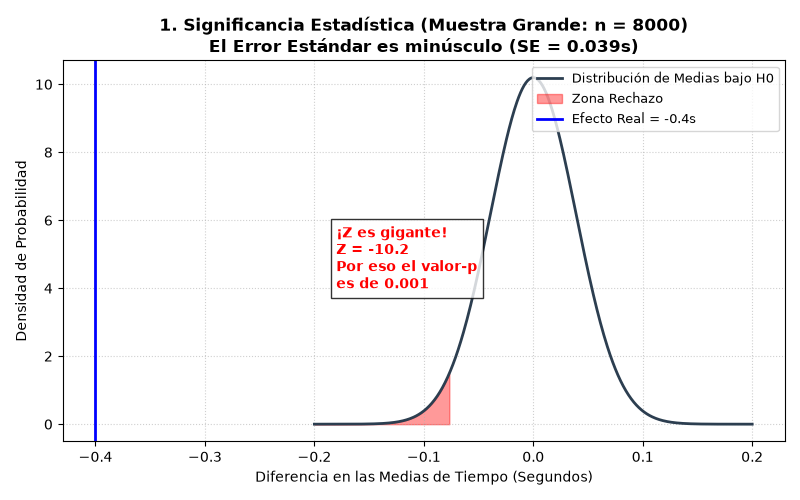 1. Significancia Estadística (Muestra Grande: n = 8000)
El Error Estándar es minúsculo (SE = 0.039s)
Distribución de Medias bajo H0
Zona Rechazo
Efecto Real = -0.4s
¡Z es gigante!
Z = -10.2
Por eso el valor-p
es de 0.001
Densidad de Probabilidad
10
8
6
4
2
0
−0.4
−0.3
−0.2
−0.1
0.0
0.1
0.2
Diferencia en las Medias de Tiempo (Segundos)